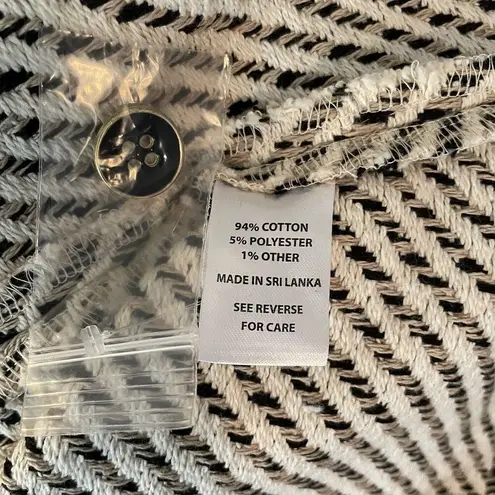 94% COTTON
5% POLYESTER
1% OTHER
MADE IN SRI LANKA
SEE REVERSE
FOR CARE